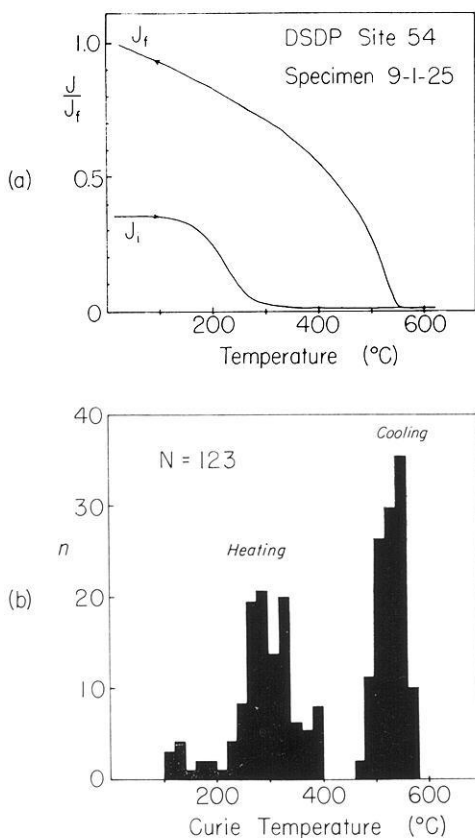 1.0
J_f
DSDP Site 54
Specimen 9-1-25
J
J_f
(a)
0.5
J_i
0
200
400
600
Temperature (°C)
40
Cooling
N = 123
30
Heating
n
20
(b)
10
0
200
400
600
Curie Temperature (°C)